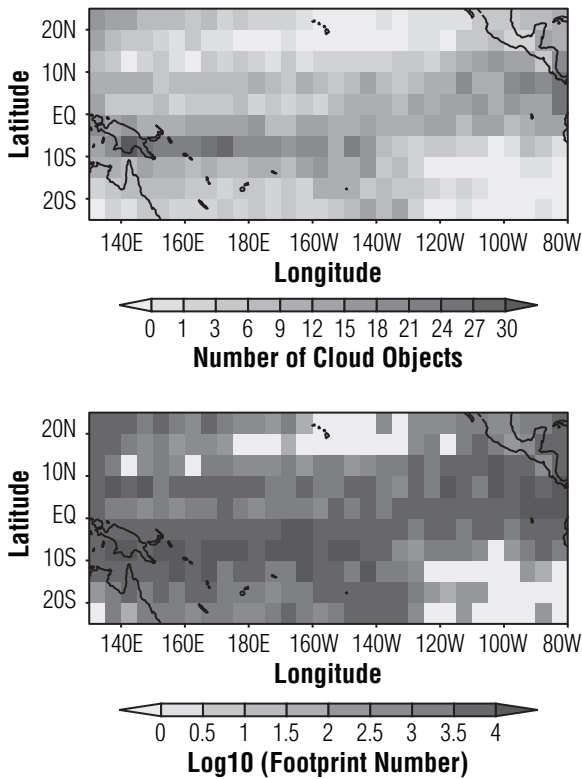 20N
10N
EQ
10S
20S
Latitude
140E 160E 180E 160W 140W 120W 100W 80W
Longitude
0 1 3 6 9 12 15 18 21 24 27 30
Number of Cloud Objects
20N
10N
EQ
10S
20S
Latitude
140E 160E 180E 160W 140W 120W 100W 80W
Longitude
0 0.5 1 1.5 2 2.5 3 3.5 4
Log10 (Footprint Number)